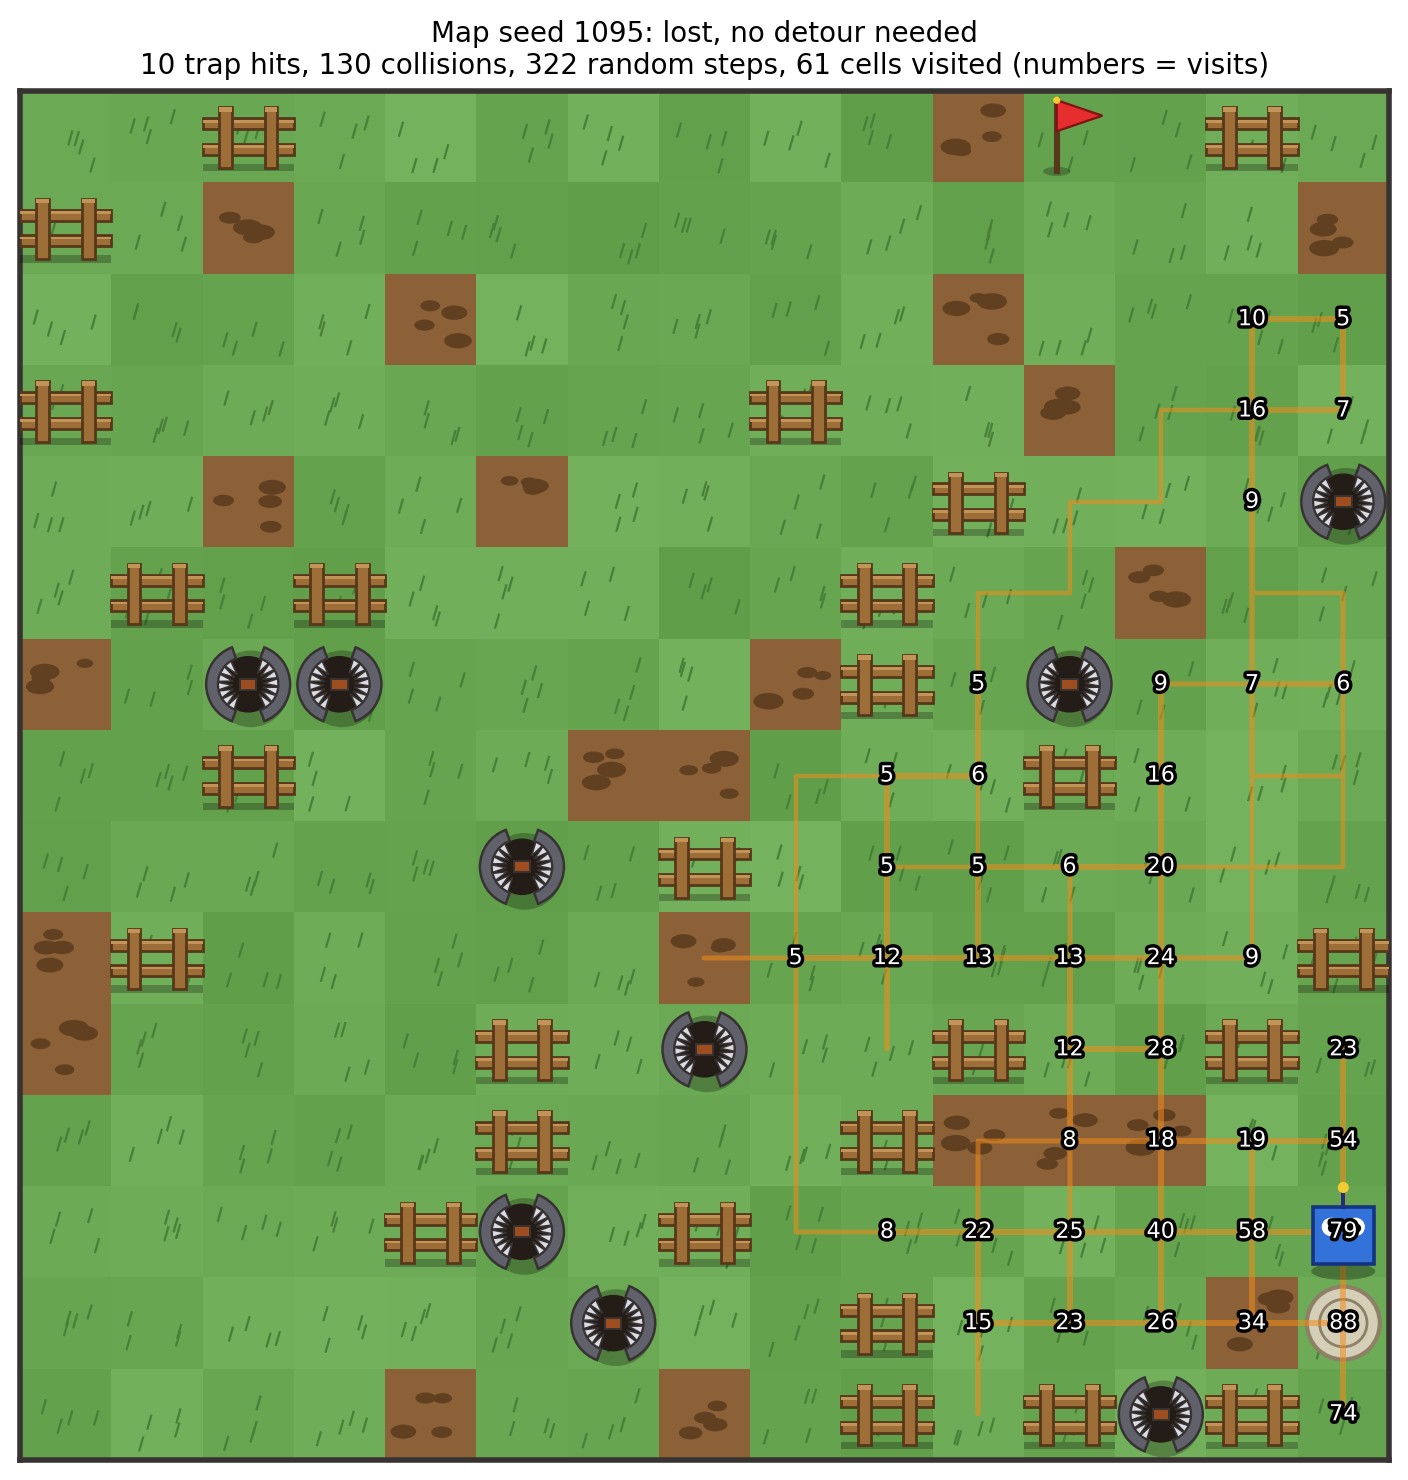 Map seed 1095: lost, no detour needed
10 trap hits, 130 collisions, 322 random steps, 61 cells visited (numbers = visits)
10 5
16 7
9
5 9 7 6
5 6 16
5 5 6 20
5 12 13 13 24 9
12 28 23
8 18 19 54
8 22 25 40 58 79
15 23 26 34 88
74